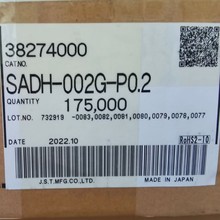 38274000
CAT.NO.
SADH-002G-P0.2
QUANTITY
175,000
LOT.NO. 732919 -0083,0082,0081,0080,0079,0078,0077
DATE 2022.10
RoHS2-10
J.S.T.MFG.CO.,LTD. MADE IN JAPAN